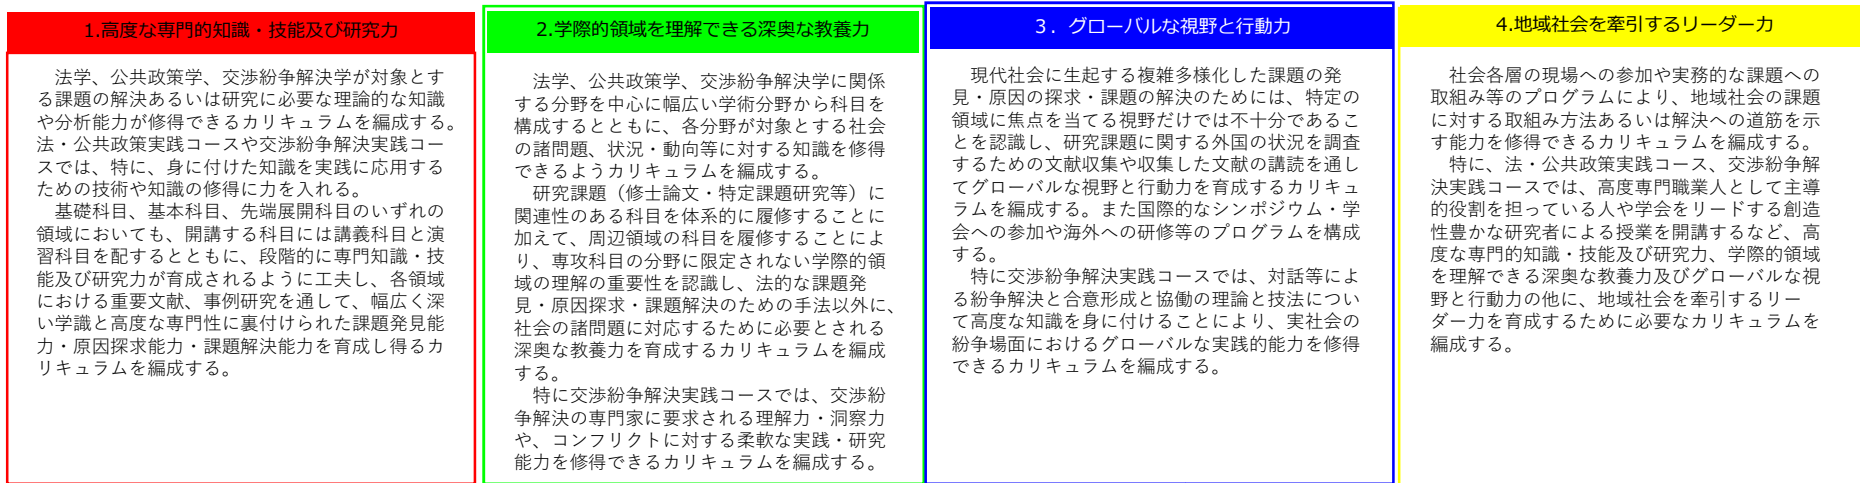 1.高度な専門的知識・技能及び研究力
　法学、公共政策学、交渉紛争解決学が対象とす
る課題の解決あるいは研究に必要な理論的な知識
や分析能力が修得できるカリキュラムを編成する。
法・公共政策実践コースや交渉紛争解決実践コー
スでは、特に、身に付けた知識を実践に応用する
ための技術や知識の修得に力を入れる。
　基礎科目、基本科目、先端展開科目のいずれの
領域においても、開講する科目には講義科目と演
習科目を配するとともに、段階的に専門知識・技
能及び研究力が育成されるように工夫し、各領域
における重要文献、事例研究を通して、幅広く深
い学識と高度な専門性に裏付けられた課題発見能
力・原因探求能力・課題解決能力を育成し得るカ
リキュラムを編成する。
2.学際的領域を理解できる深奥な教養力
　法学、公共政策学、交渉紛争解決学に関係
する分野を中心に幅広い学術分野から科目を
構成するとともに、各分野が対象とする社会
の諸問題、状況・動向等に対する知識を修得
できるようカリキュラムを編成する。
　研究課題（修士論文・特定課題研究等）に
関連性のある科目を体系的に履修することに
加えて、周辺領域の科目を履修することによ
り、専攻科目の分野に限定されない学際的領
域の理解の重要性を認識し、法的な課題発
見・原因探求・課題解決のための手法以外に、
社会の諸問題に対応するために必要とされる
深奥な教養力を育成するカリキュラムを編成
する。
　特に交渉紛争解決実践コースでは、交渉紛
争解決の専門家に要求される理解力・洞察力
や、コンフリクトに対する柔軟な実践・研究
能力を修得できるカリキュラムを編成する。
３．グローバルな視野と行動力
　現代社会に生起する複雑多様化した課題の発
見・原因の探求・課題の解決のためには、特定の
領域に焦点を当てる視野だけでは不十分であるこ
とを認識し、研究課題に関する外国の状況を調査
するための文献収集や収集した文献の講読を通し
てグローバルな視野と行動力を育成するカリキュ
ラムを編成する。また国際的なシンポジウム・学
会への参加や海外への研修等のプログラムを構成
する。
　特に交渉紛争解決実践コースでは、対話等によ
る紛争解決と合意形成と協働の理論と技法につい
て高度な知識を身に付けることにより、実社会の
紛争場面におけるグローバルな実践的能力を修得
できるカリキュラムを編成する。
4.地域社会を牽引するリーダー力
　社会各層の現場への参加や実務的な課題への
取組み等のプログラムにより、地域社会の課題
に対する取組み方法あるいは解決への道筋を示
す能力を修得できるカリキュラムを編成する。
　特に、法・公共政策実践コース、交渉紛争解
決実践コースでは、高度専門職業人として主導
的役割を担っている人や学会をリードする創造
性豊かな研究者による授業を開講するなど、高
度な専門的知識・技能及び研究力、学際的領域
を理解できる深奥な教養力及びグローバルな視
野と行動力の他に、地域社会を牽引するリー
ダー力を育成するために必要なカリキュラムを
編成する。